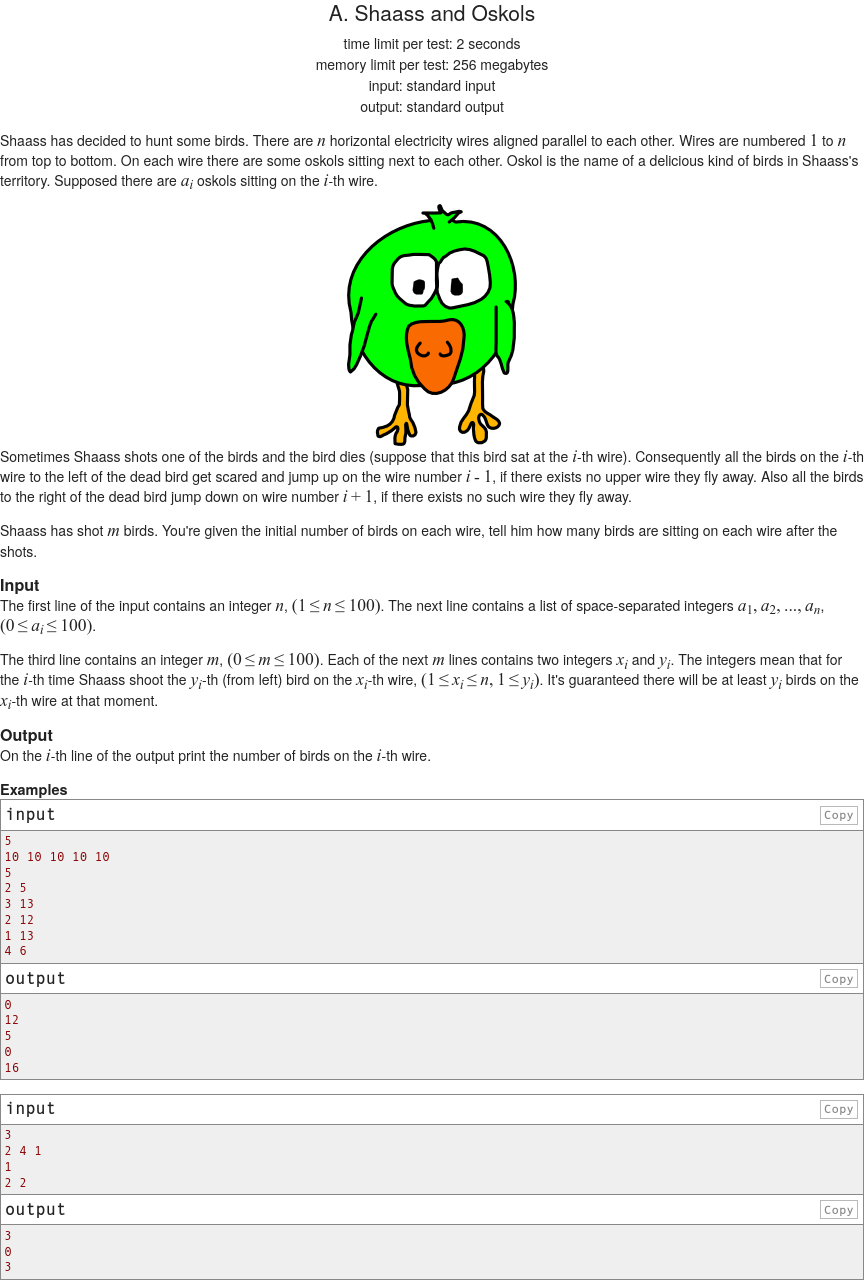 A. Shaass and Oskols
time limit per test: 2 seconds
memory limit per test: 256 megabytes
input: standard input
output: standard output
Shaass has decided to hunt some birds. There are n horizontal electricity wires aligned parallel to each other. Wires are numbered 1 to n
from top to bottom. On each wire there are some oskols sitting next to each other. Oskol is the name of a delicious kind of birds in Shaass's
territory. Supposed there are a_i oskols sitting on the i-th wire.
Sometimes Shaass shots one of the birds and the bird dies (suppose that this bird sat at the i-th wire). Consequently all the birds on the i-th
wire to the left of the dead bird get scared and jump up on the wire number i - 1, if there exists no upper wire they fly away. Also all the birds
to the right of the dead bird jump down on wire number i + 1, if there exists no such wire they fly away.
Shaass has shot m birds. You're given the initial number of birds on each wire, tell him how many birds are sitting on each wire after the
shots.
Input
The first line of the input contains an integer n, (1 ≤ n ≤ 100). The next line contains a list of space-separated integers a_1, a_2, ..., a_n,
(0 ≤ a_i ≤ 100).
The third line contains an integer m, (0 ≤ m ≤ 100). Each of the next m lines contains two integers x_i and y_i. The integers mean that for
the i-th time Shaass shoot the y_i-th (from left) bird on the x_i-th wire, (1 ≤ x_i ≤ n, 1 ≤ y_i). It's guaranteed there will be at least y_i birds on the
x_i-th wire at that moment.
Output
On the i-th line of the output print the number of birds on the i-th wire.
Examples
input
Copy
5
10 10 10 10 10
5
2 5
3 13
2 12
1 13
4 6
output
Copy
0
12
5
0
16
input
Copy
3
2 4 1
1
2 2
output
Copy
3
0
3